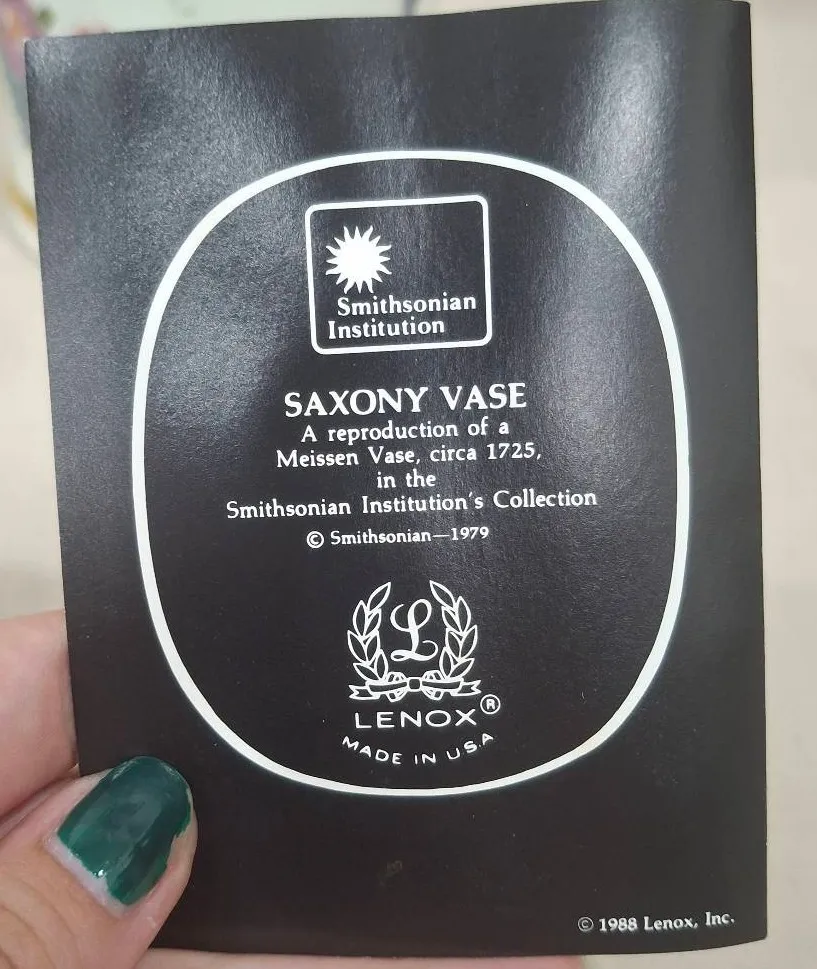 Smithsonian
Institution
SAXONY VASE
A reproduction of a
Meissen Vase, circa 1725,
in the
Smithsonian Institution's Collection
© Smithsonian—1979
L
LENOX®
MADE IN U.S.A
© 1988 Lenox, Inc.